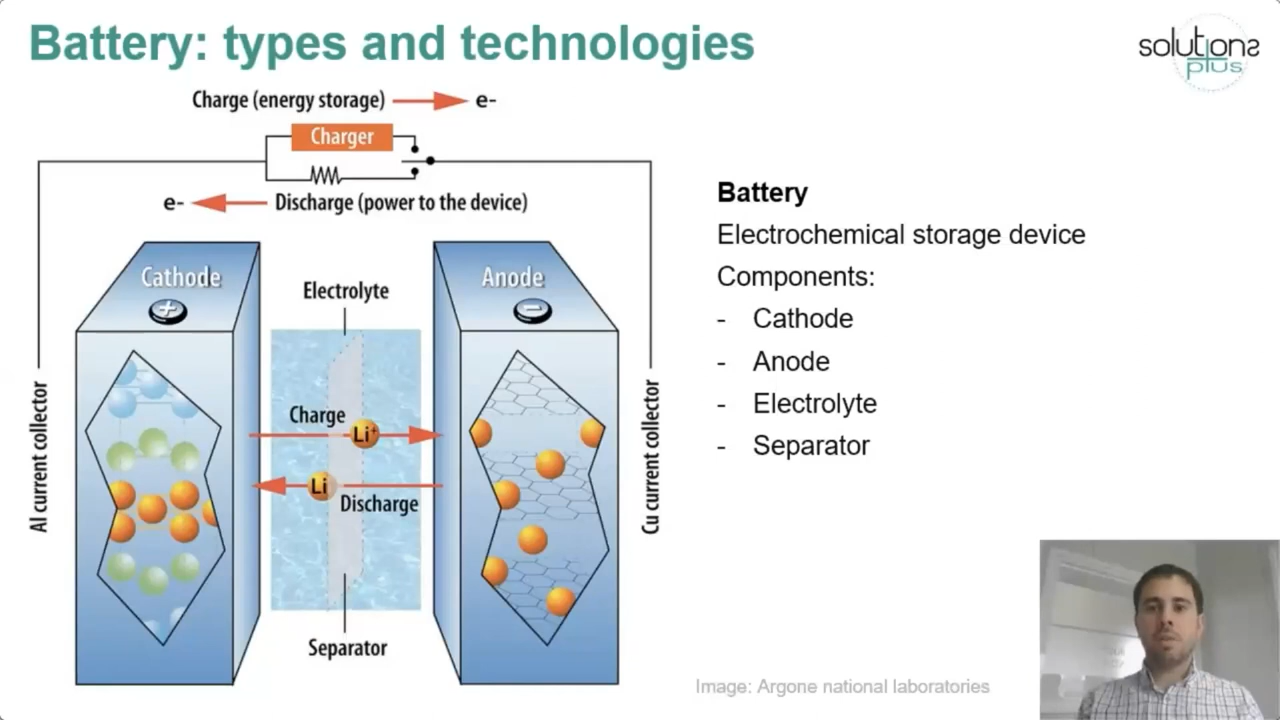 Battery: types and technologies
solutions
plus
Charge (energy storage) e-
Charger
e- Discharge (power to the device)
Cathode
+
Anode
−
Electrolyte
Charge
Li+
Li
Discharge
Separator
Al current collector
Cu current collector
Battery
Electrochemical storage device
Components:
- Cathode
- Anode
- Electrolyte
- Separator
Image: Argone national laboratories